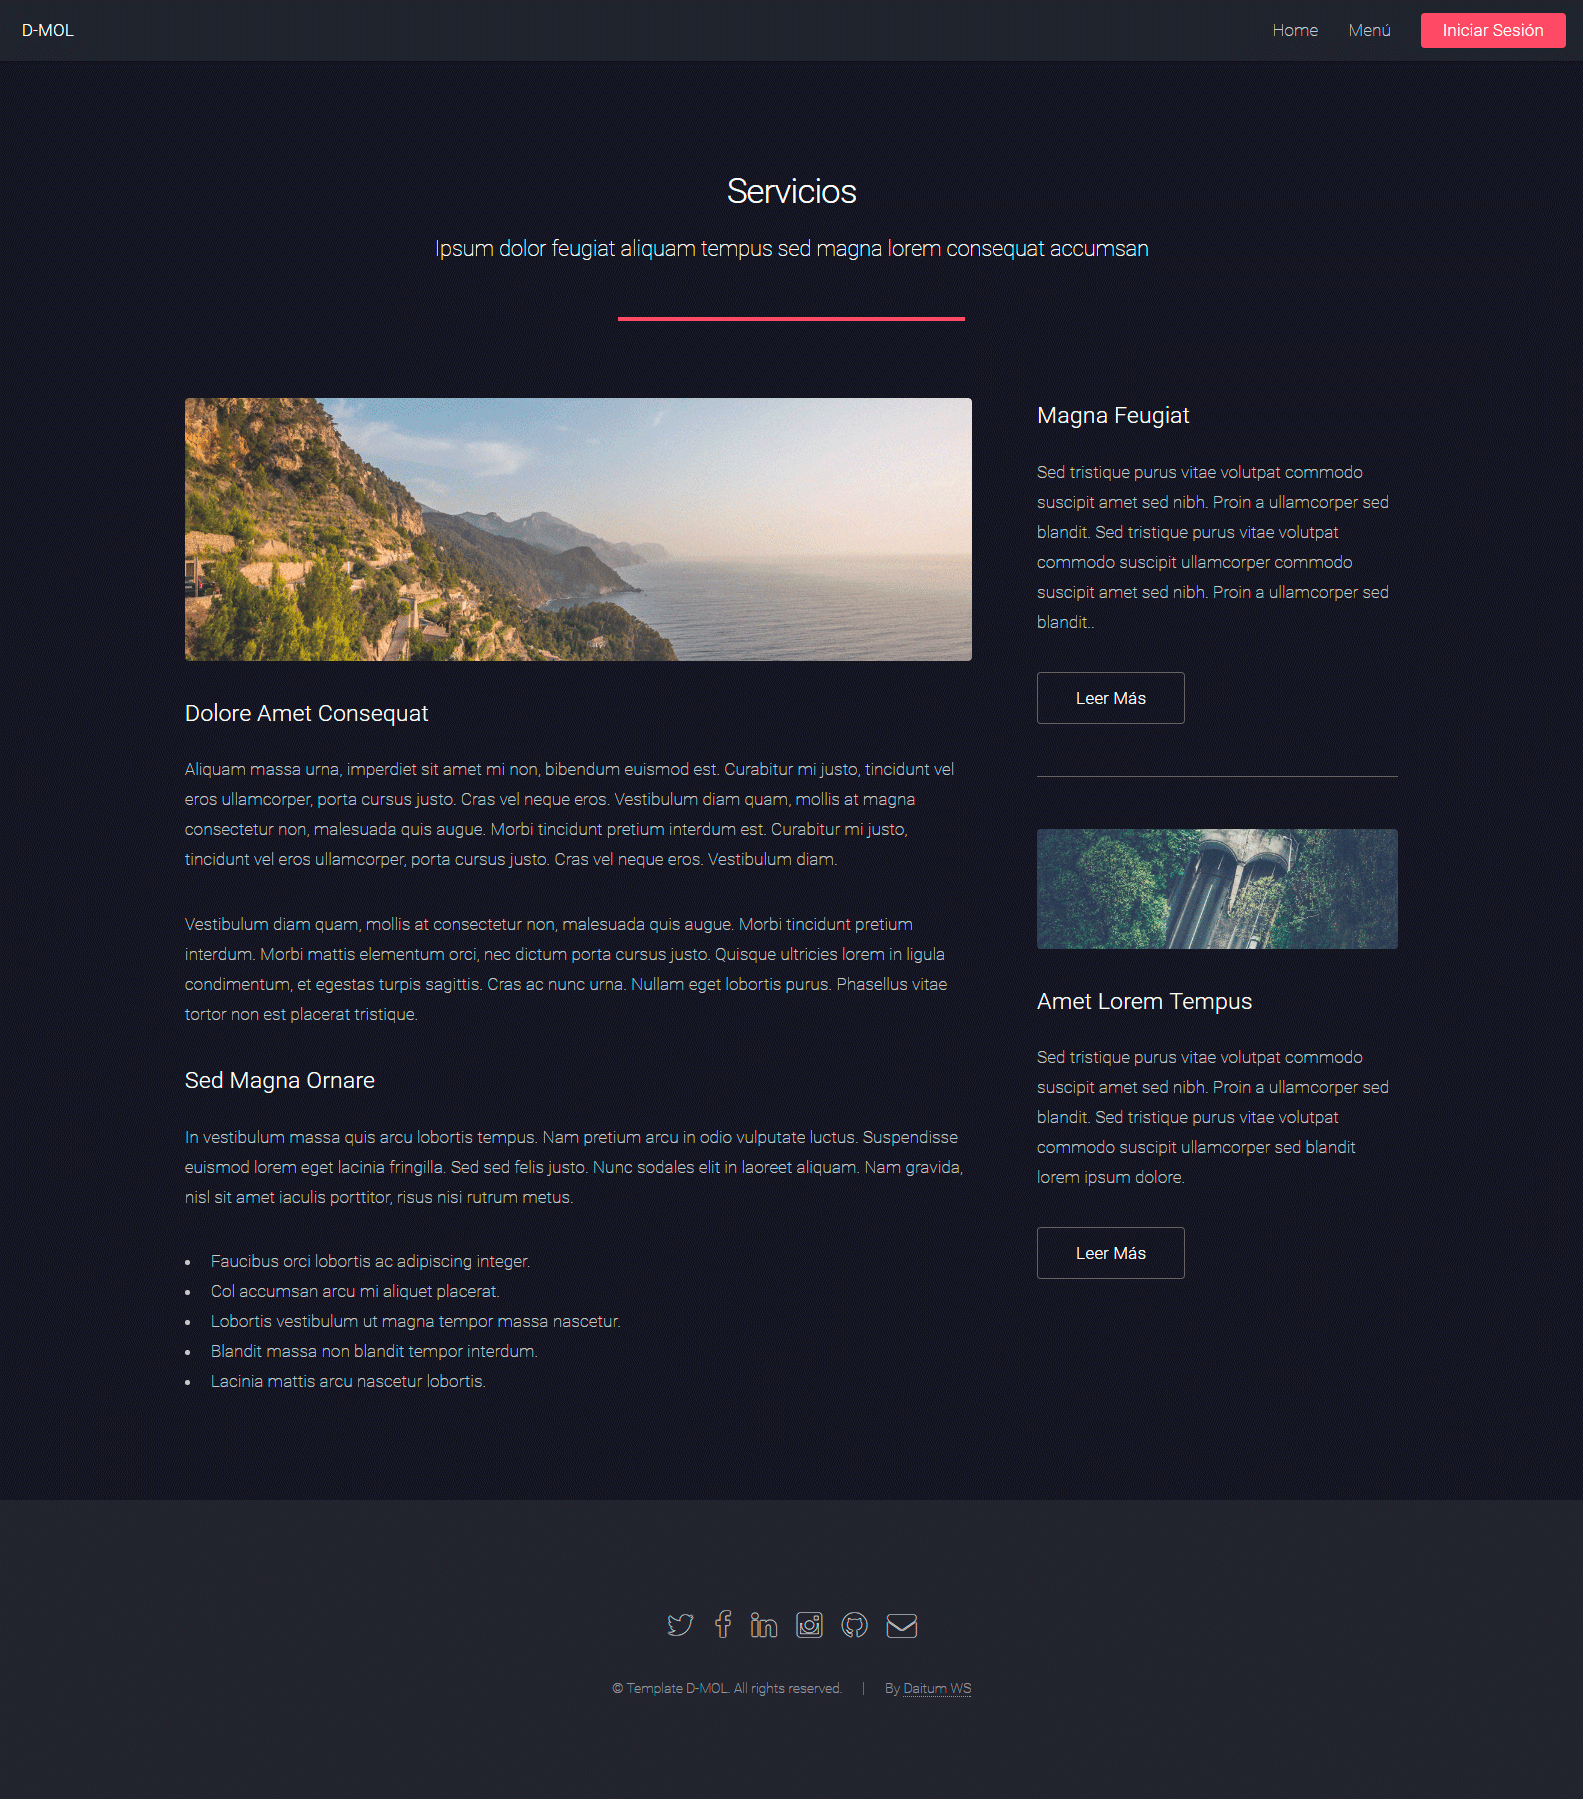 D-MOL
Home
Menú
Iniciar Sesión
Servicios
Ipsum dolor feugiat aliquam tempus sed magna lorem consequat accumsan
Dolore Amet Consequat
Aliquam massa urna, imperdiet sit amet mi non, bibendum euismod est. Curabitur mi justo, tincidunt vel
eros ullamcorper, porta cursus justo. Cras vel neque eros. Vestibulum diam quam, mollis at magna
consectetur non, malesuada quis augue. Morbi tincidunt pretium interdum est. Curabitur mi justo,
tincidunt vel eros ullamcorper, porta cursus justo. Cras vel neque eros. Vestibulum diam.
Vestibulum diam quam, mollis at consectetur non, malesuada quis augue. Morbi tincidunt pretium
interdum. Morbi mattis elementum orci, nec dictum porta cursus justo. Quisque ultricies lorem in ligula
condimentum, et egestas turpis sagittis. Cras ac nunc urna. Nullam eget lobortis purus. Phasellus vitae
tortor non est placerat tristique.
Sed Magna Ornare
In vestibulum massa quis arcu lobortis tempus. Nam pretium arcu in odio vulputate luctus. Suspendisse
euismod lorem eget lacinia fringilla. Sed sed felis justo. Nunc sodales elit in laoreet aliquam. Nam gravida,
nisl sit amet iaculis porttitor, risus nisi rutrum metus.
• Faucibus orci lobortis ac adipiscing integer.
• Col accumsan arcu mi aliquet placerat.
• Lobortis vestibulum ut magna tempor massa nascetur.
• Blandit massa non blandit tempor interdum.
• Lacinia mattis arcu nascetur lobortis.
Magna Feugiat
Sed tristique purus vitae volutpat commodo
suscipit amet sed nibh. Proin a ullamcorper sed
blandit. Sed tristique purus vitae volutpat
commodo suscipit ullamcorper commodo
suscipit amet sed nibh. Proin a ullamcorper sed
blandit..
Leer Más
Amet Lorem Tempus
Sed tristique purus vitae volutpat commodo
suscipit amet sed nibh. Proin a ullamcorper sed
blandit. Sed tristique purus vitae volutpat
commodo suscipit ullamcorper sed blandit
lorem ipsum dolore.
Leer Más
© Template D-MOL. All rights reserved. | By Daitum WS